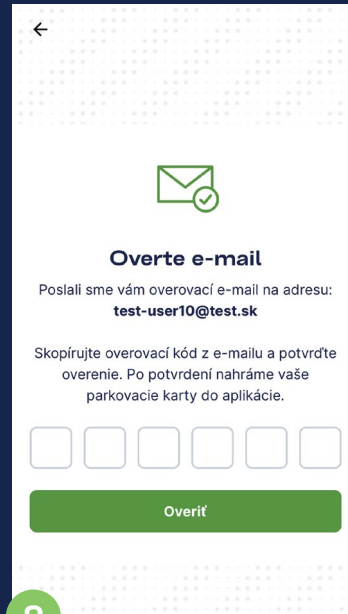 Overte e-mail
Poslali sme vám overovací e-mail na adresu:
test-user10@test.sk
Skopírujte overovací kód z e-mailu a potvrďte
overenie. Po potvrdení nahráme vaše
parkovacie karty do aplikácie.
Overiť